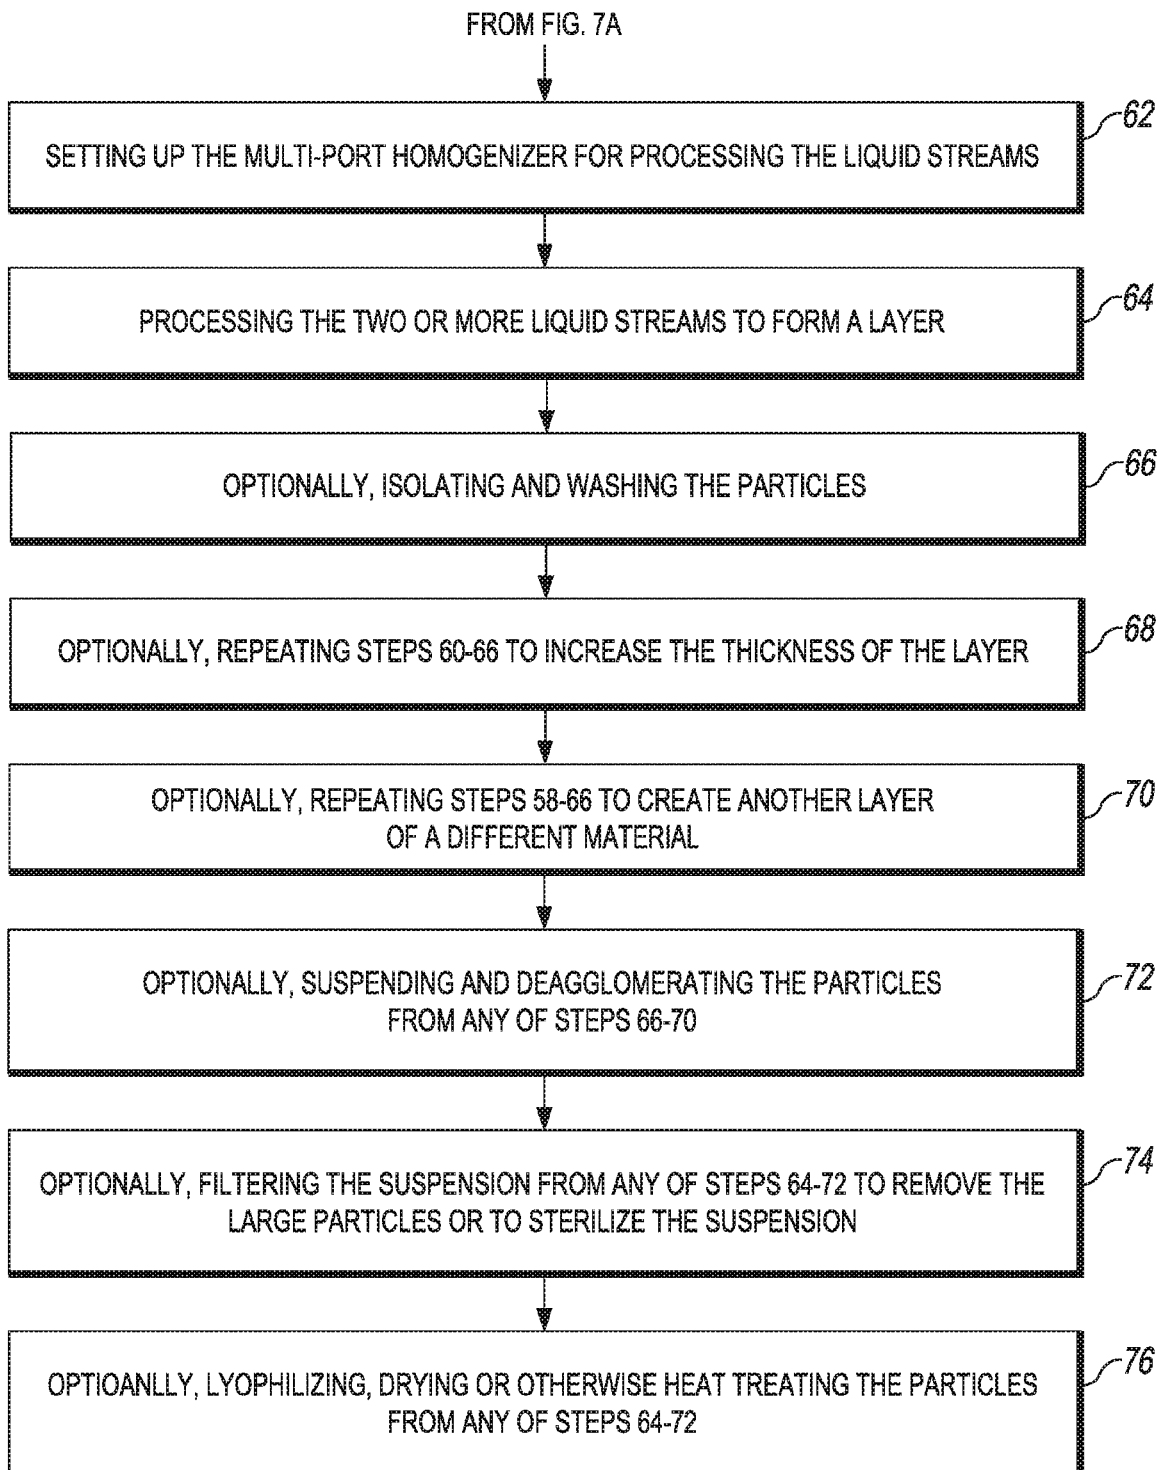 FROM FIG. 7A
SETTING UP THE MULTI-PORT HOMOGENIZER FOR PROCESSING THE LIQUID STREAMS
62
PROCESSING THE TWO OR MORE LIQUID STREAMS TO FORM A LAYER
64
OPTIONALLY, ISOLATING AND WASHING THE PARTICLES
66
OPTIONALLY, REPEATING STEPS 60-66 TO INCREASE THE THICKNESS OF THE LAYER
68
OPTIONALLY, REPEATING STEPS 58-66 TO CREATE ANOTHER LAYER
OF A DIFFERENT MATERIAL
70
OPTIONALLY, SUSPENDING AND DEAGGLOMERATING THE PARTICLES
FROM ANY OF STEPS 66-70
72
OPTIONALLY, FILTERING THE SUSPENSION FROM ANY OF STEPS 64-72 TO REMOVE THE
LARGE PARTICLES OR TO STERILIZE THE SUSPENSION
74
OPTIOANLLY, LYOPHILIZING, DRYING OR OTHERWISE HEAT TREATING THE PARTICLES
FROM ANY OF STEPS 64-72
76